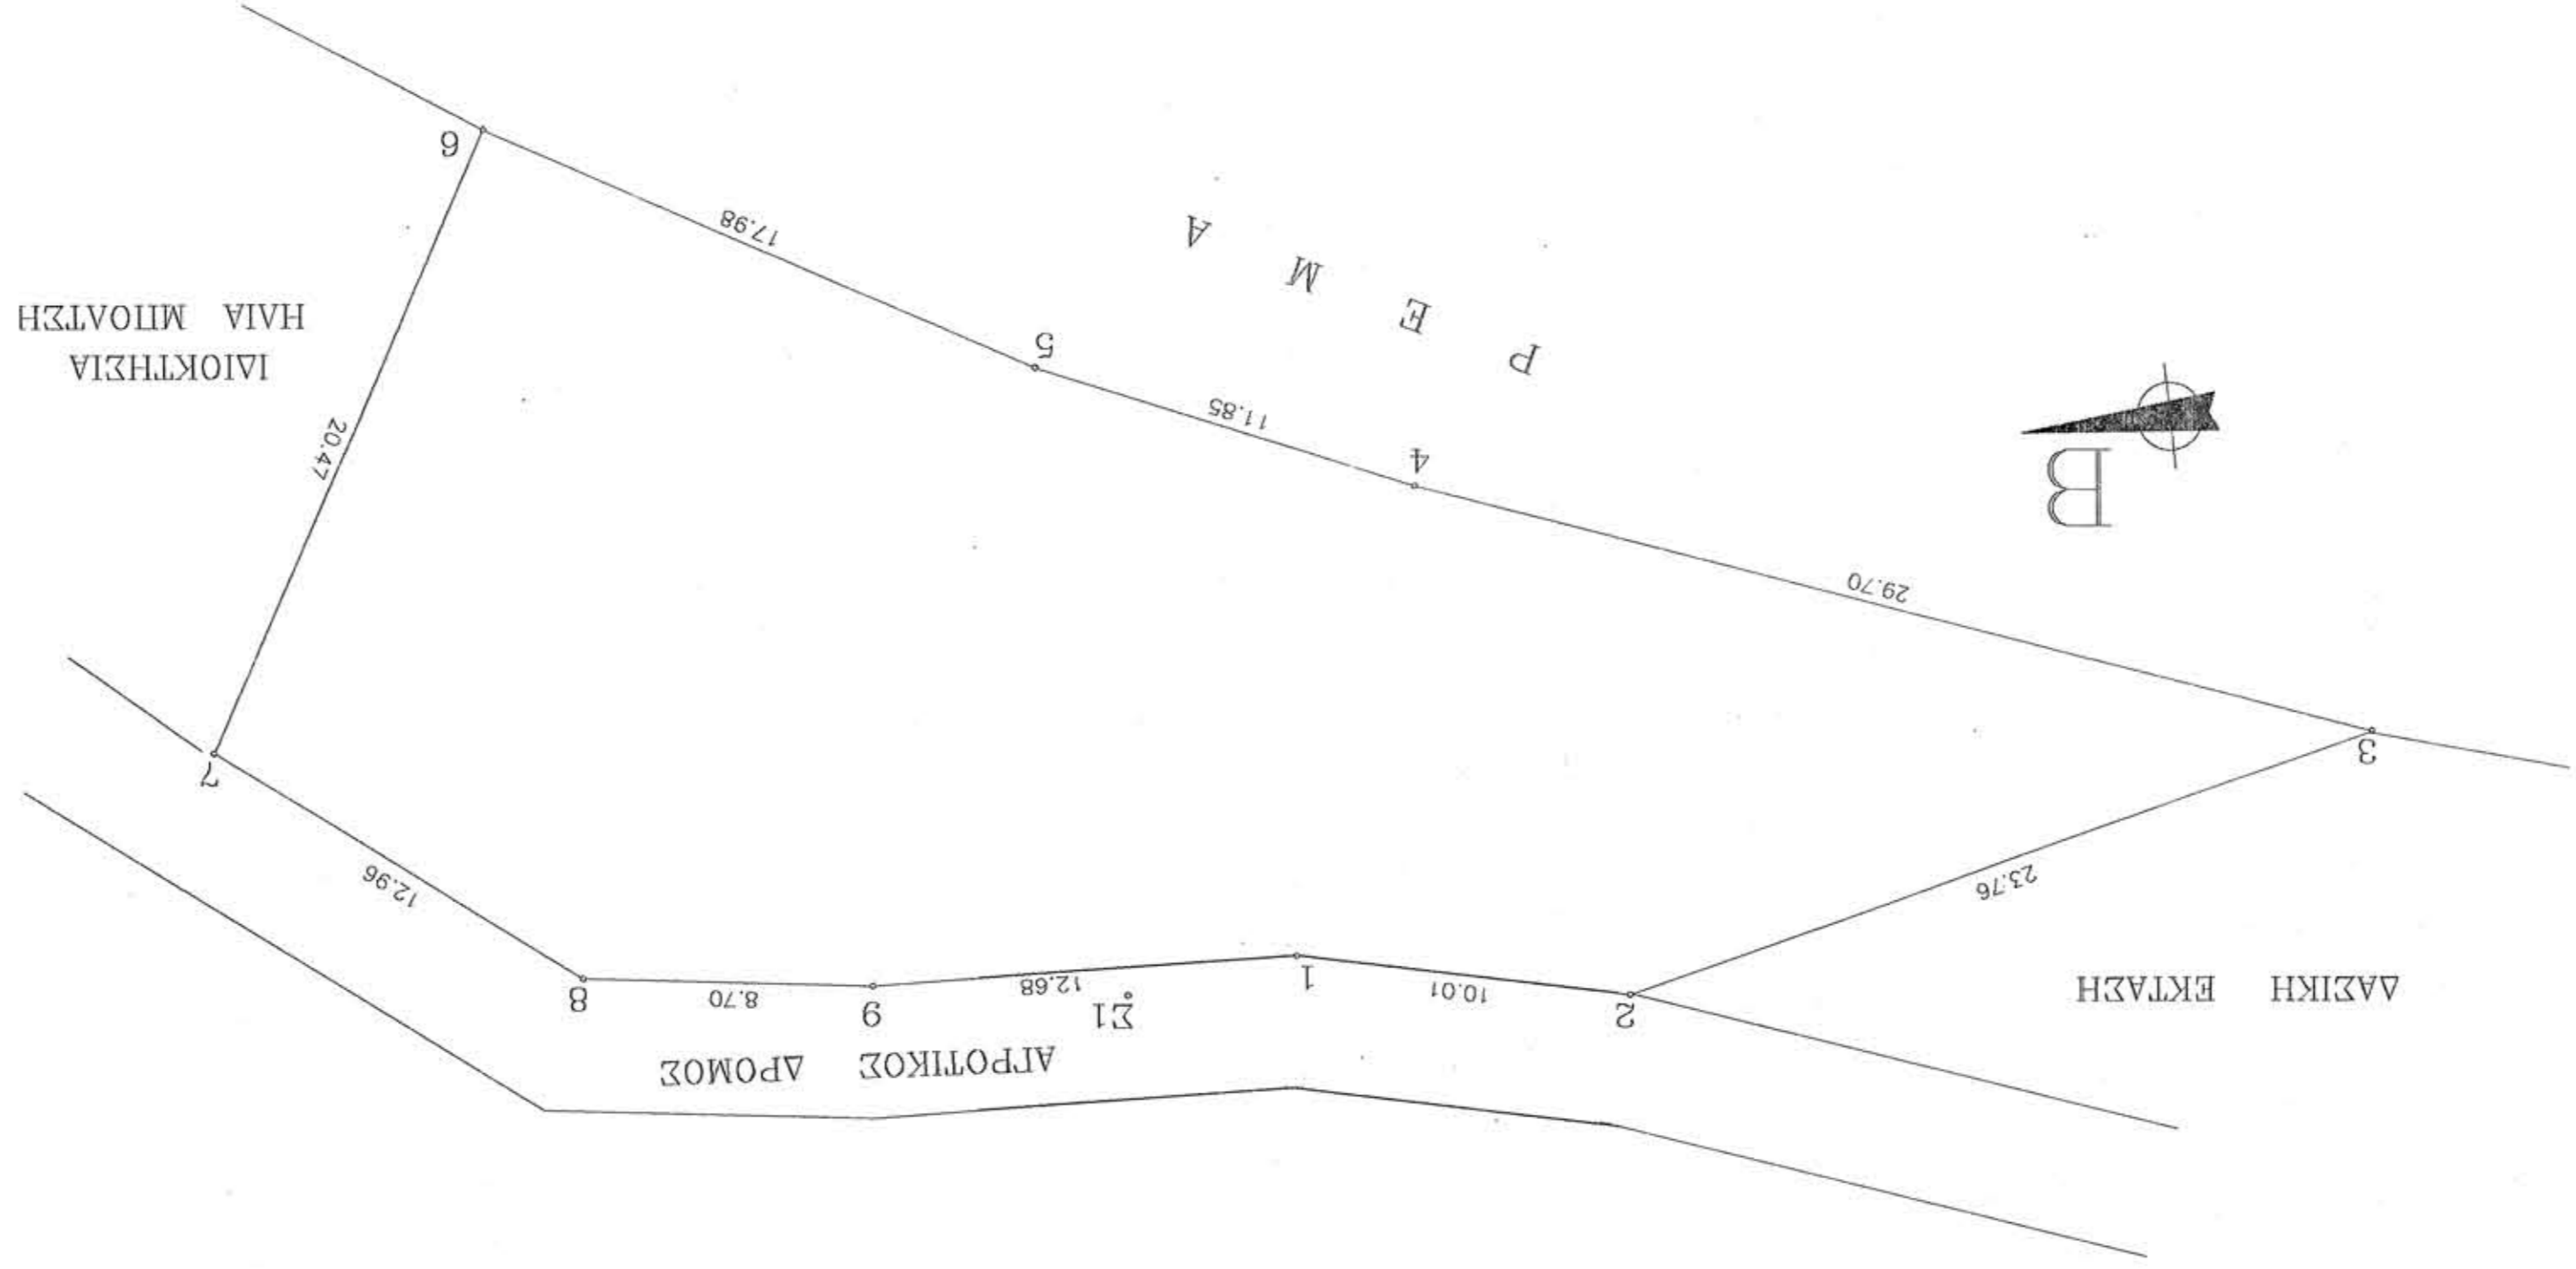 ΔΑΣΙΚΗ ΕΚΤΑΣΗ
ΑΓΡΟΤΙΚΟΣ ΔΡΟΜΟΣ
2
10.01
1
Σ1
12.68
9
8.70
8
12.96
7
23.76
3
29.70
4
11.85
5
17.98
6
20.47
Β
ΡΕΜΑ
ΙΔΙΟΚΤΗΣΙΑ
ΗΛΙΑ ΜΠΟΛΤΣΗ